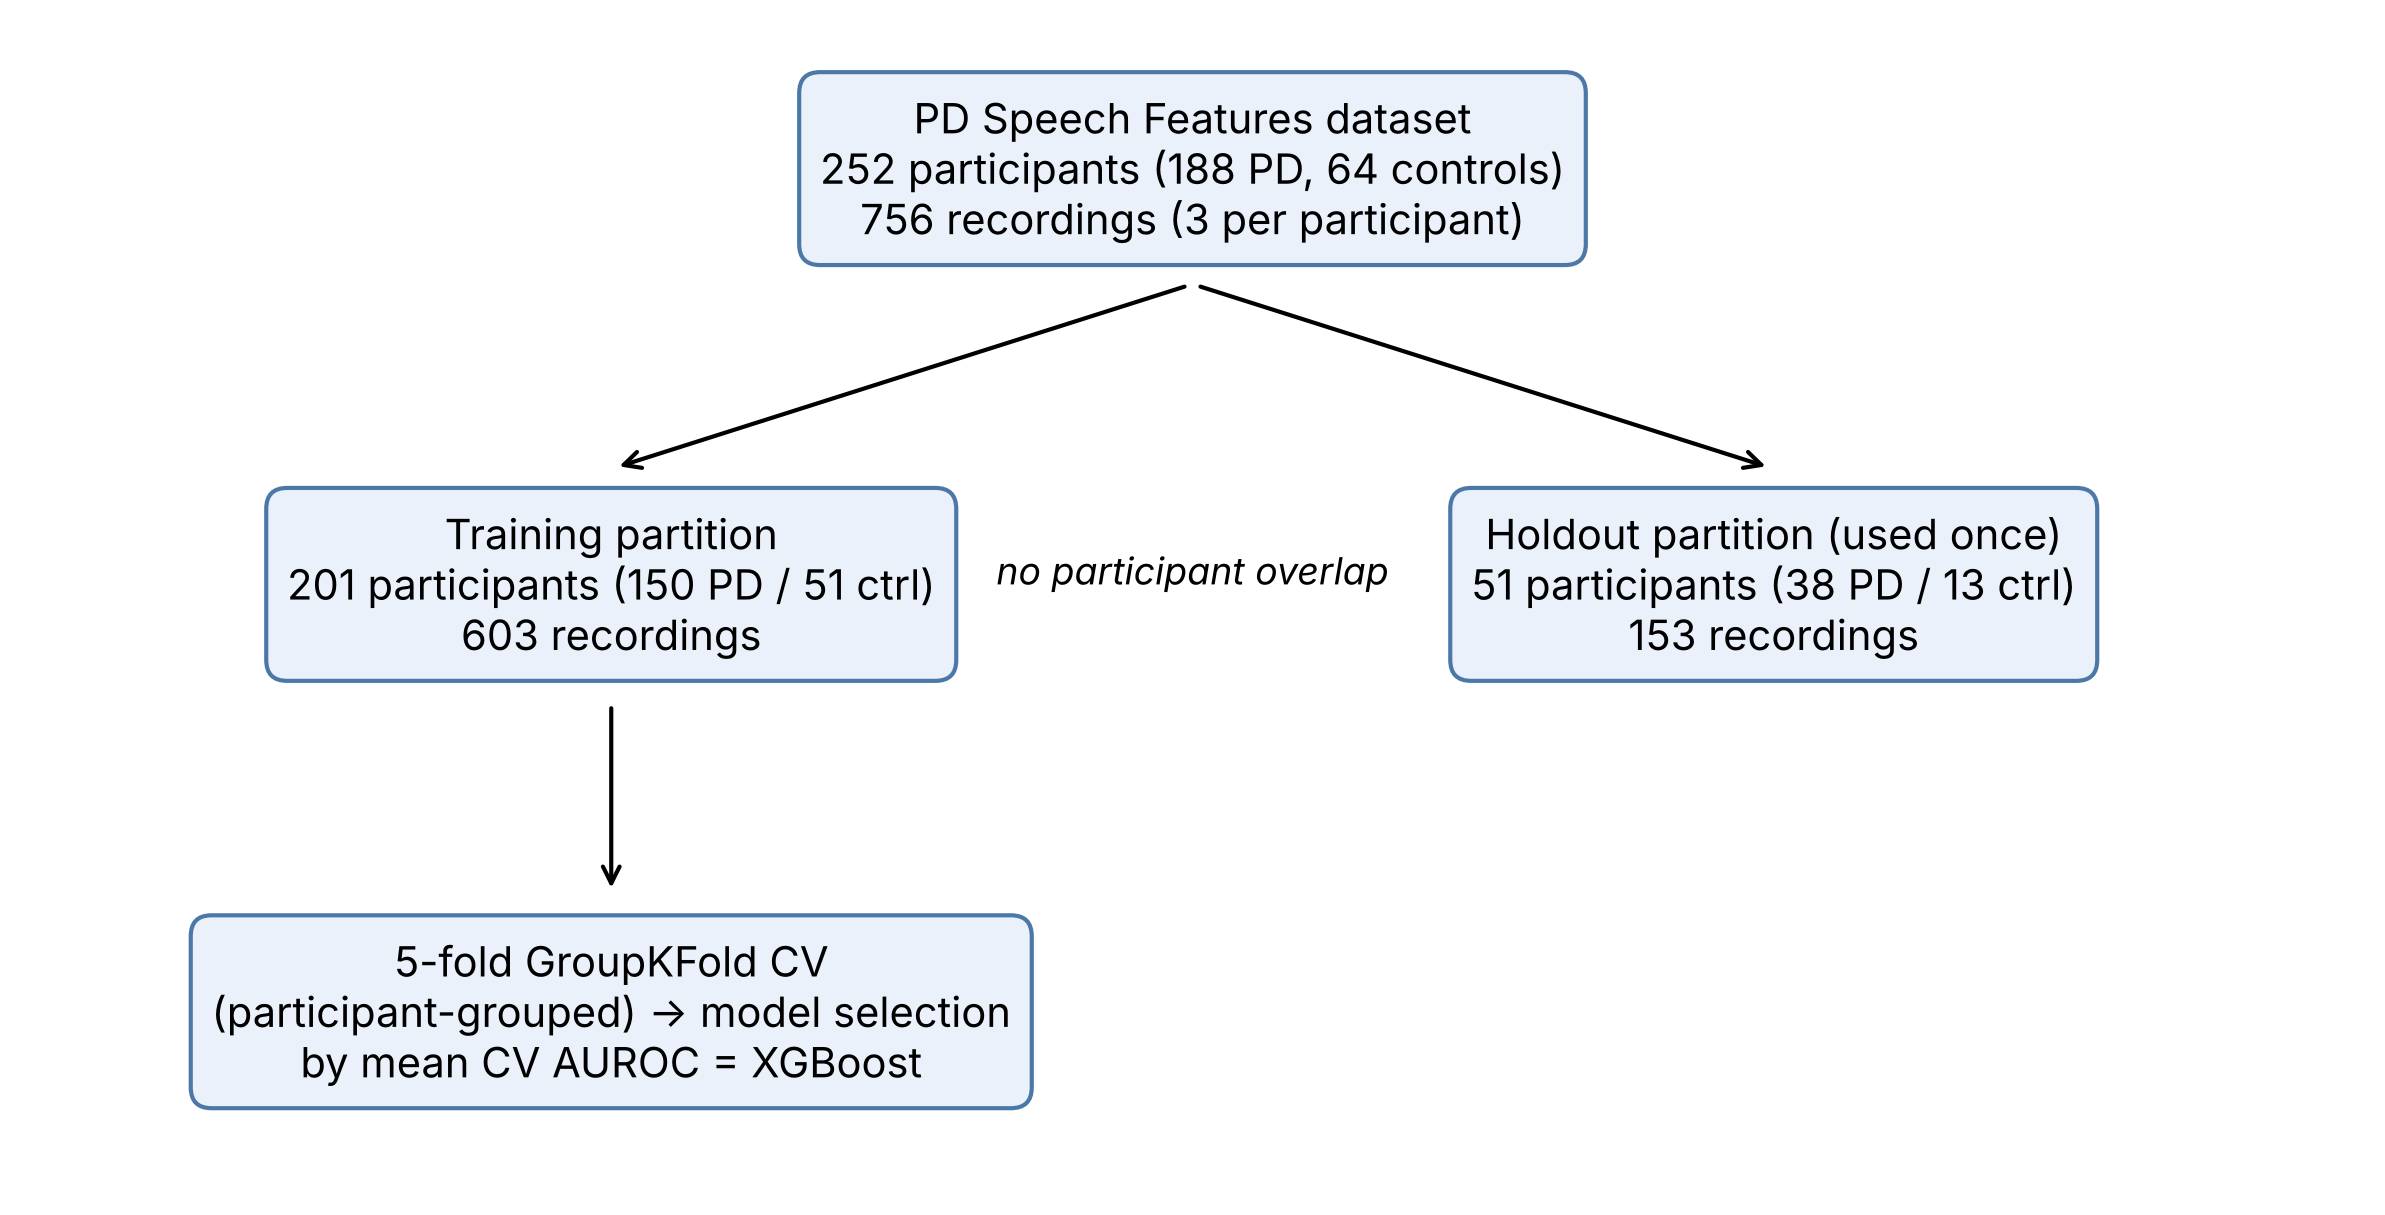 PD Speech Features dataset
252 participants (188 PD, 64 controls)
756 recordings (3 per participant)
Training partition
201 participants (150 PD / 51 ctrl)
603 recordings
no participant overlap
Holdout partition (used once)
51 participants (38 PD / 13 ctrl)
153 recordings
5-fold GroupKFold CV
(participant-grouped) → model selection
by mean CV AUROC = XGBoost